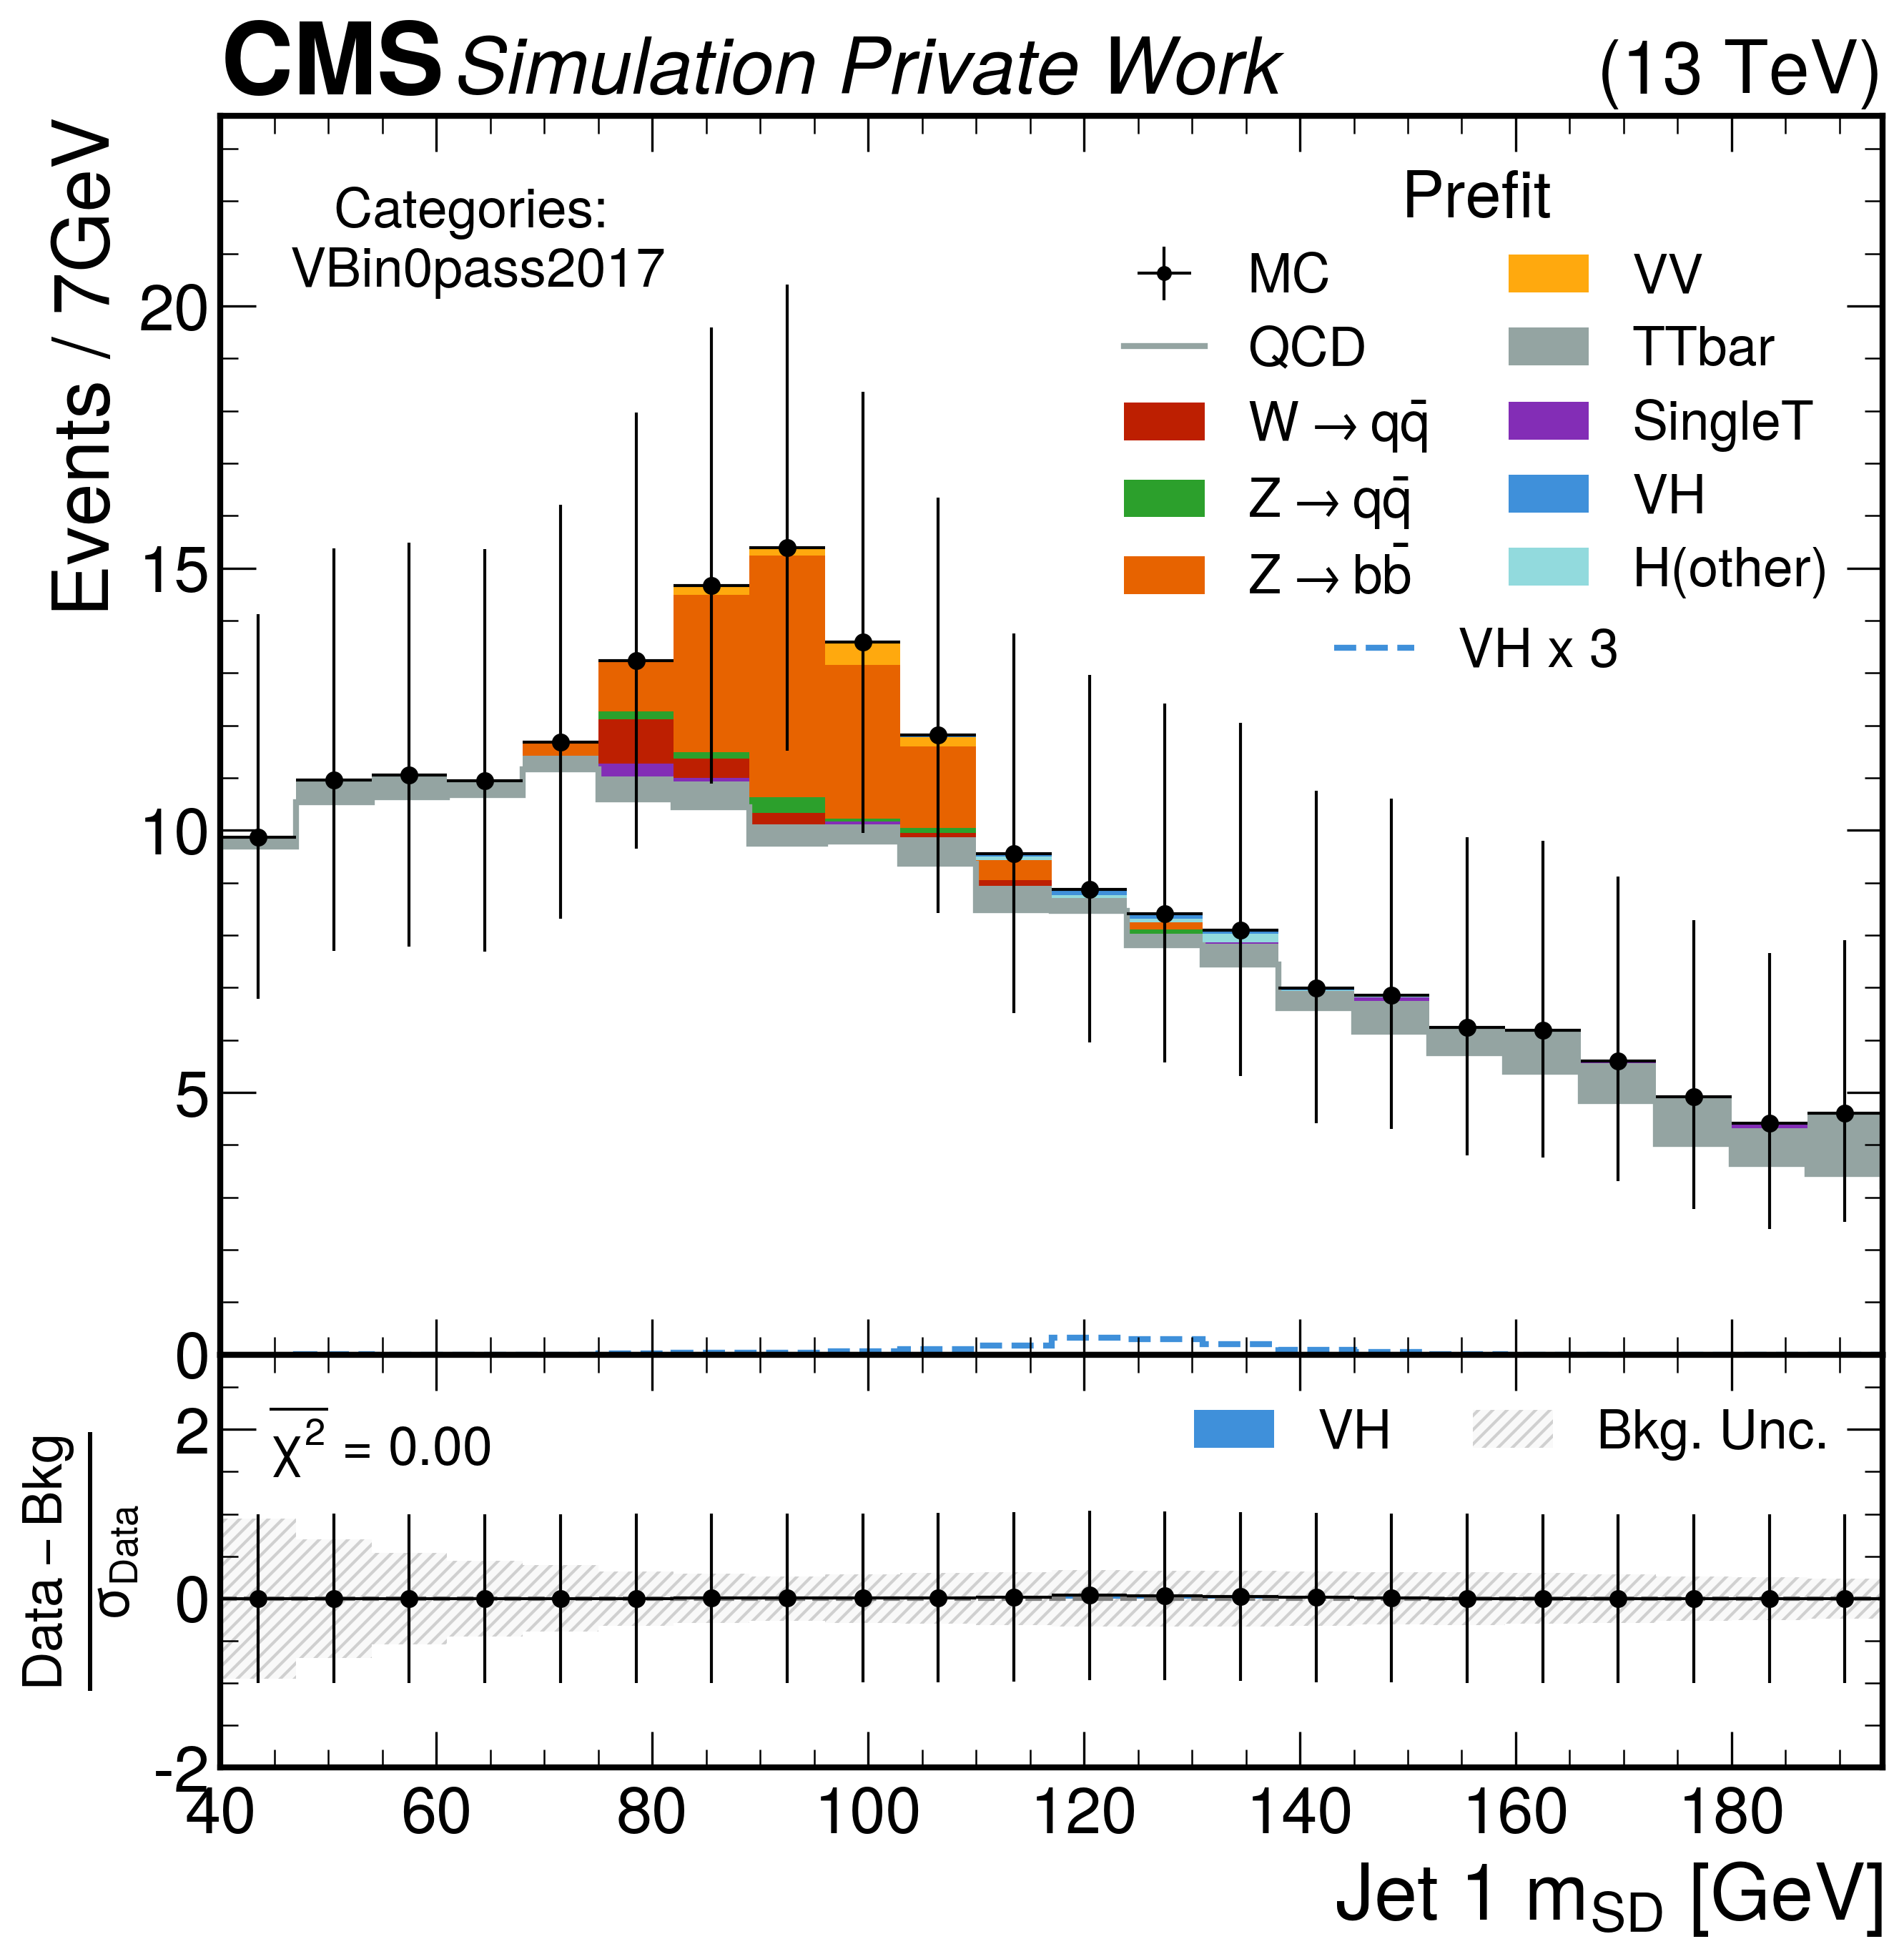 CMS Simulation Private Work (13 TeV)
Events / 7GeV
Categories:
VBin0pass2017
Prefit
MC
QCD
W → qq̄
Z → qq̄
Z → bb̄
VV
TTbar
SingleT
VH
H(other)
VH x 3
20
15
10
5
0
Data – Bkg
σData
χ² = 0.00
VH
Bkg. Unc.
2
0
-2
40 60 80 100 120 140 160 180
Jet 1 mSD [GeV]